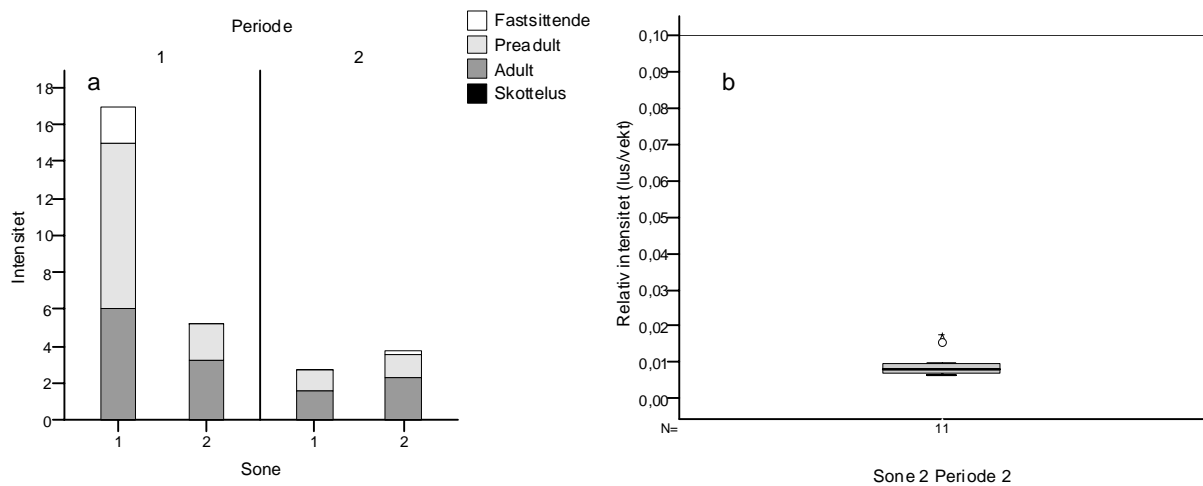 Periode
1
2
Fastsittende
Preadult
Adult
Skottelus
a
Intensitet
18
16
14
12
10
8
6
4
2
0
1
2
1
2
Sone
b
Relativ intensitet (lus/vekt)
0,10
0,09
0,08
0,07
0,06
0,05
0,04
0,03
0,02
0,01
0,00
N=
11
Sone 2 Periode 2